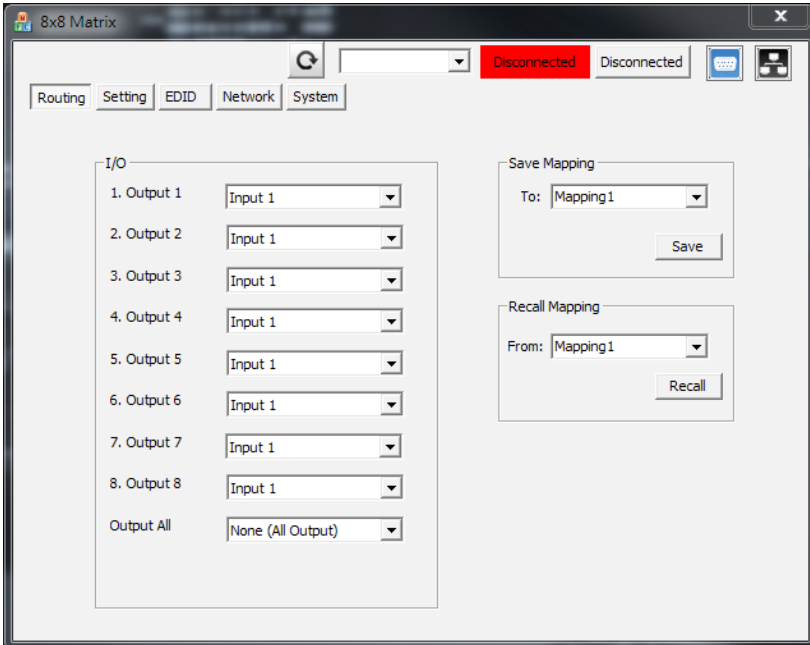 8x8 Matrix x
Disconnected Disconnected
Routing Setting EDID Network System
I/O
1. Output 1 Input 1
2. Output 2 Input 1
3. Output 3 Input 1
4. Output 4 Input 1
5. Output 5 Input 1
6. Output 6 Input 1
7. Output 7 Input 1
8. Output 8 Input 1
Output All None (All Output)
Save Mapping
To: Mapping1
Save
Recall Mapping
From: Mapping1
Recall